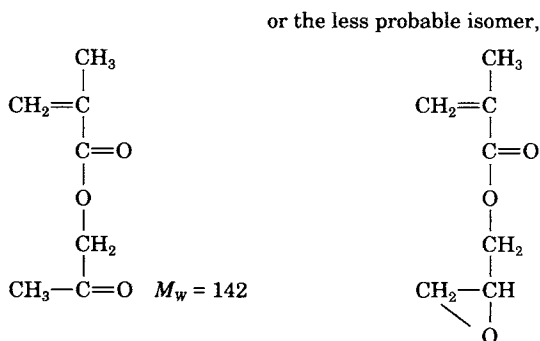 or the less probable isomer,
CH3 CH3
CH2=C CH2=C
C=O C=O
O O
CH2 CH2
CH3—C=O MW = 142 CH2—CH
O